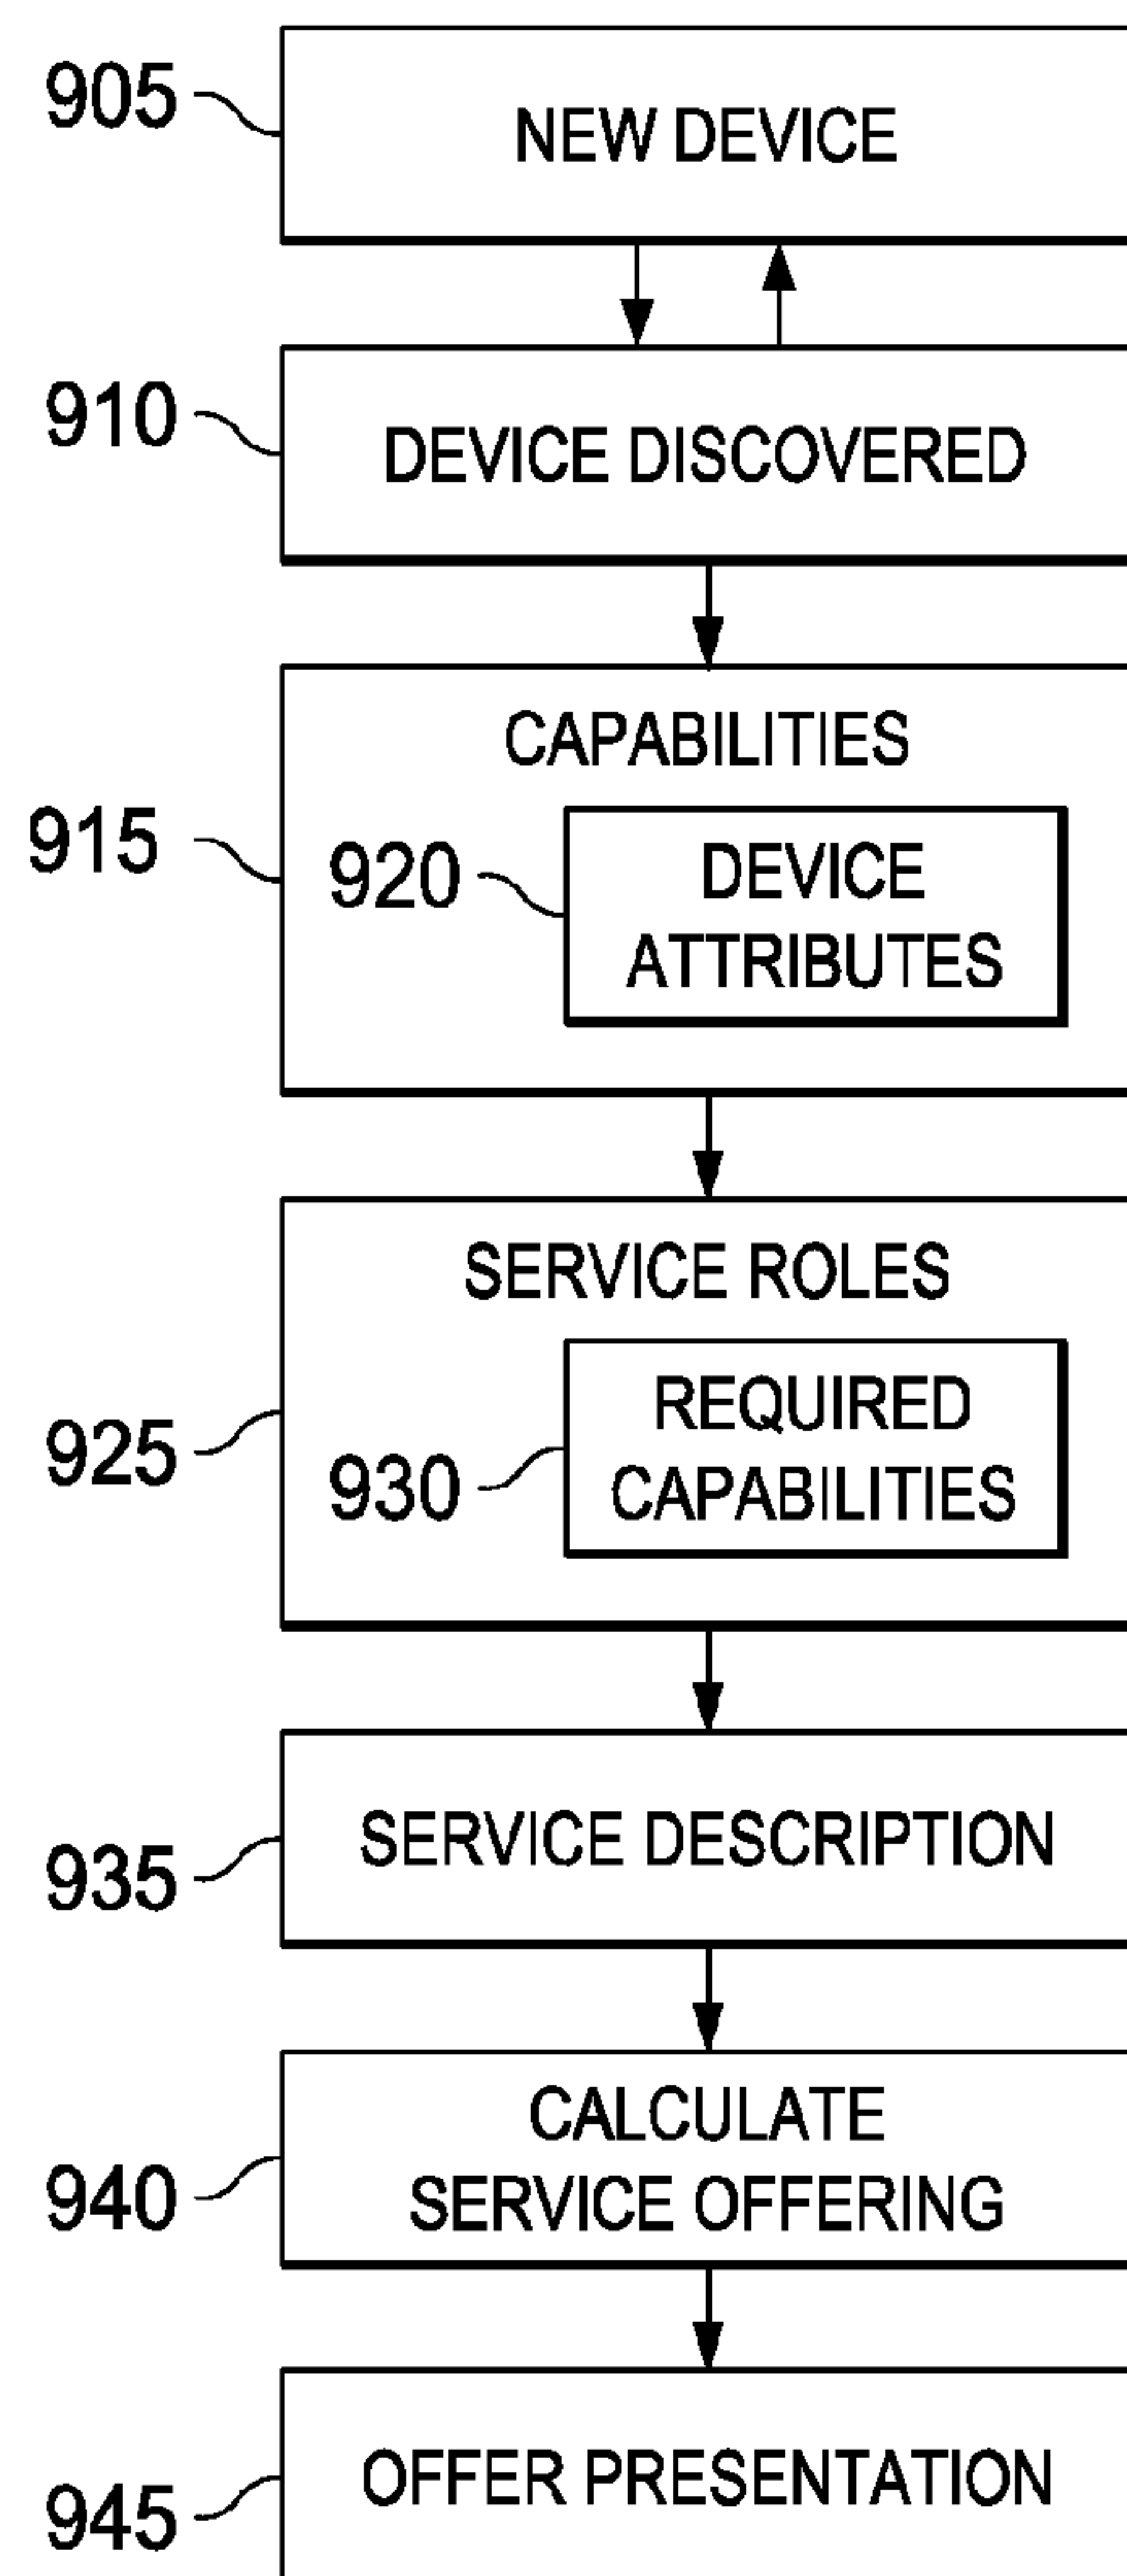 905
NEW DEVICE
910
DEVICE DISCOVERED
CAPABILITIES
915
920
DEVICE
ATTRIBUTES
SERVICE ROLES
925
930
REQUIRED
CAPABILITIES
935
SERVICE DESCRIPTION
940
CALCULATE
SERVICE OFFERING
945
OFFER PRESENTATION